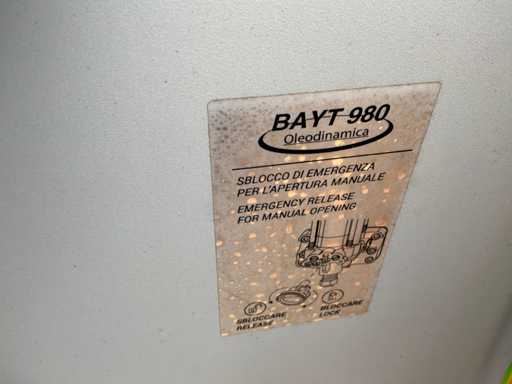 BAYT 980
Oleodinamica
SBLOCCO DI EMERGENZA
PER L'APERTURA MANUALE
EMERGENCY RELEASE
FOR MANUAL OPENING
SBLOCCARE
RELEASE
BLOCCARE
LOCK